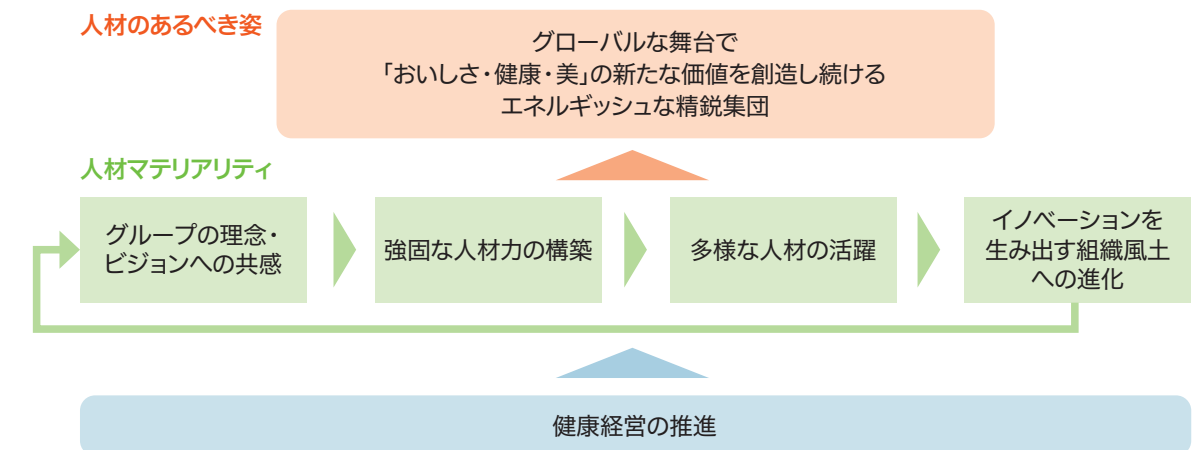 人材のあるべき姿
グローバルな舞台で
「おいしさ・健康・美」の新たな価値を創造し続ける
エネルギッシュな精鋭集団
人材マテリアリティ
グループの理念・
ビジョンへの共感
強固な人材力の構築
多様な人材の活躍
イノベーションを
生み出す組織風土
への進化
健康経営の推進